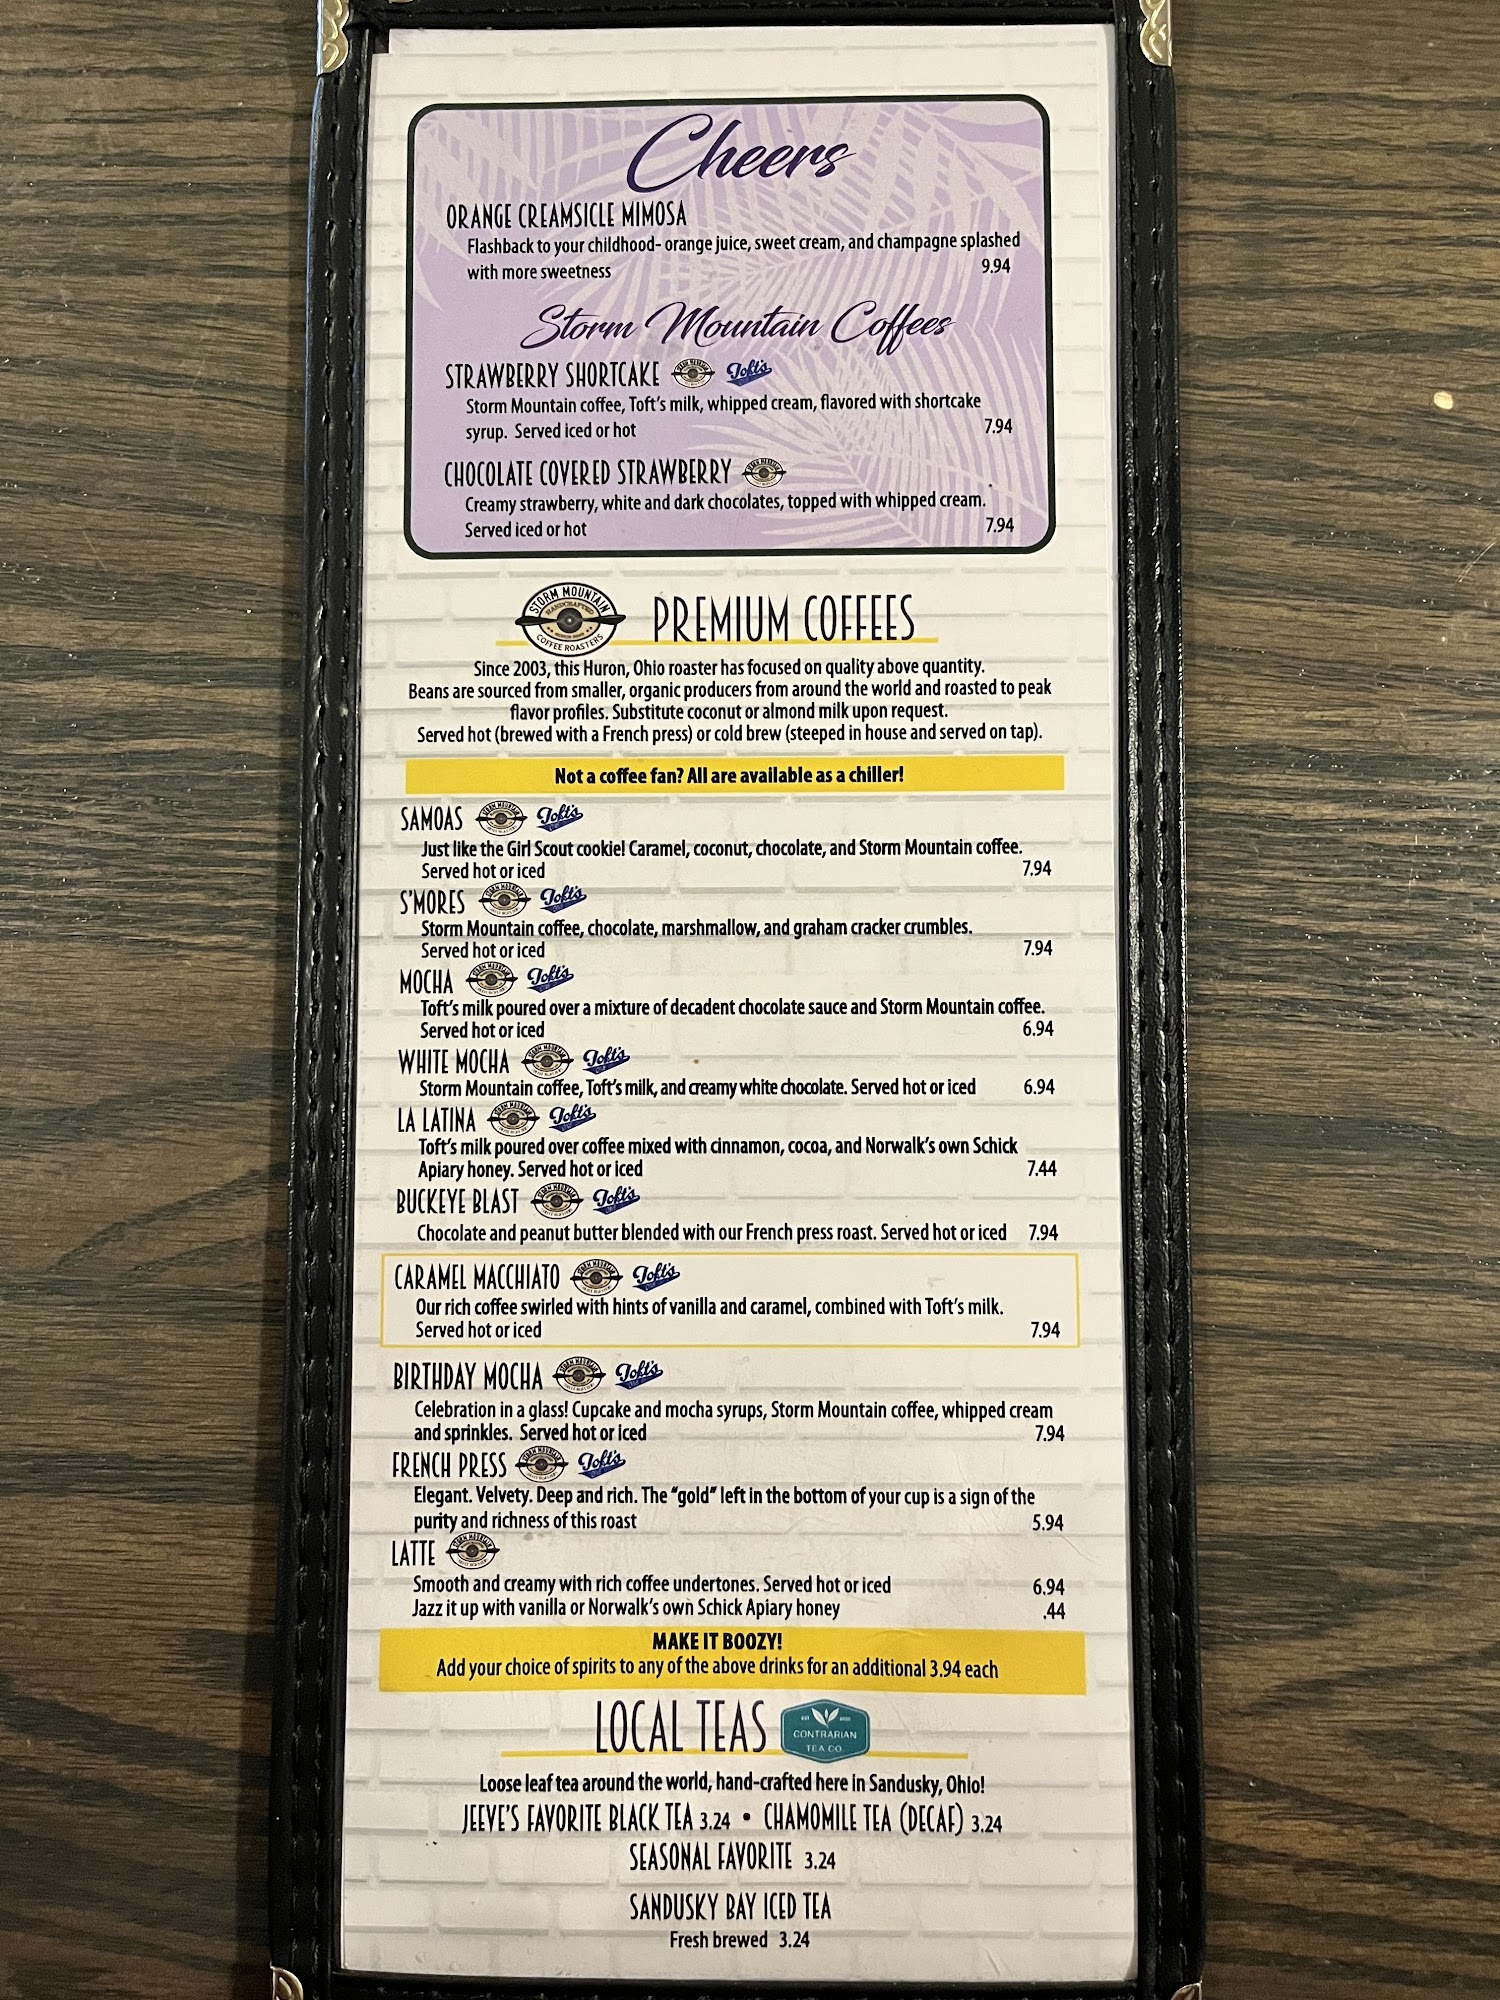 Cheers
ORANGE CREAMSICLE MIMOSA
Flashback to your childhood- orange juice, sweet cream, and champagne splashed
with more sweetness 9.94
Storm Mountain Coffees
STRAWBERRY SHORTCAKE Toft's
Storm Mountain coffee, Toft's milk, whipped cream, flavored with shortcake
syrup. Served iced or hot 7.94
CHOCOLATE COVERED STRAWBERRY
Creamy strawberry, white and dark chocolates, topped with whipped cream.
Served iced or hot 7.94
STORM MOUNTAIN
HANDCRAFTED
COFFEE ROASTERS
PREMIUM COFFEES
Since 2003, this Huron, Ohio roaster has focused on quality above quantity.
Beans are sourced from smaller, organic producers from around the world and roasted to peak
flavor profiles. Substitute coconut or almond milk upon request.
Served hot (brewed with a French press) or cold brew (steeped in house and served on tap).
Not a coffee fan? All are available as a chiller!
SAMOAS Toft's
Just like the Girl Scout cookie! Caramel, coconut, chocolate, and Storm Mountain coffee.
Served hot or iced 7.94
S'MORES Toft's
Storm Mountain coffee, chocolate, marshmallow, and graham cracker crumbles.
Served hot or iced 7.94
MOCHA Toft's
Toft's milk poured over a mixture of decadent chocolate sauce and Storm Mountain coffee.
Served hot or iced 6.94
WHITE MOCHA Toft's
Storm Mountain coffee, Toft's milk, and creamy white chocolate. Served hot or iced 6.94
LA LATINA Toft's
Toft's milk poured over coffee mixed with cinnamon, cocoa, and Norwalk's own Schick
Apiary honey. Served hot or iced 7.44
BUCKEYE BLAST Toft's
Chocolate and peanut butter blended with our French press roast. Served hot or iced 7.94
CARAMEL MACCHIATO Toft's
Our rich coffee swirled with hints of vanilla and caramel, combined with Toft's milk.
Served hot or iced 7.94
BIRTHDAY MOCHA Toft's
Celebration in a glass! Cupcake and mocha syrups, Storm Mountain coffee, whipped cream
and sprinkles. Served hot or iced 7.94
FRENCH PRESS Toft's
Elegant. Velvety. Deep and rich. The "gold" left in the bottom of your cup is a sign of the
purity and richness of this roast 5.94
LATTE
Smooth and creamy with rich coffee undertones. Served hot or iced 6.94
Jazz it up with vanilla or Norwalk's own Schick Apiary honey .44
MAKE IT BOOZY!
Add your choice of spirits to any of the above drinks for an additional 3.94 each
LOCAL TEAS
CONTRARIAN
TEA CO.
Loose leaf tea around the world, hand-crafted here in Sandusky, Ohio!
JEEVE'S FAVORITE BLACK TEA 3.24 • CHAMOMILE TEA (DECAF) 3.24
SEASONAL FAVORITE 3.24
SANDUSKY BAY ICED TEA
Fresh brewed 3.24